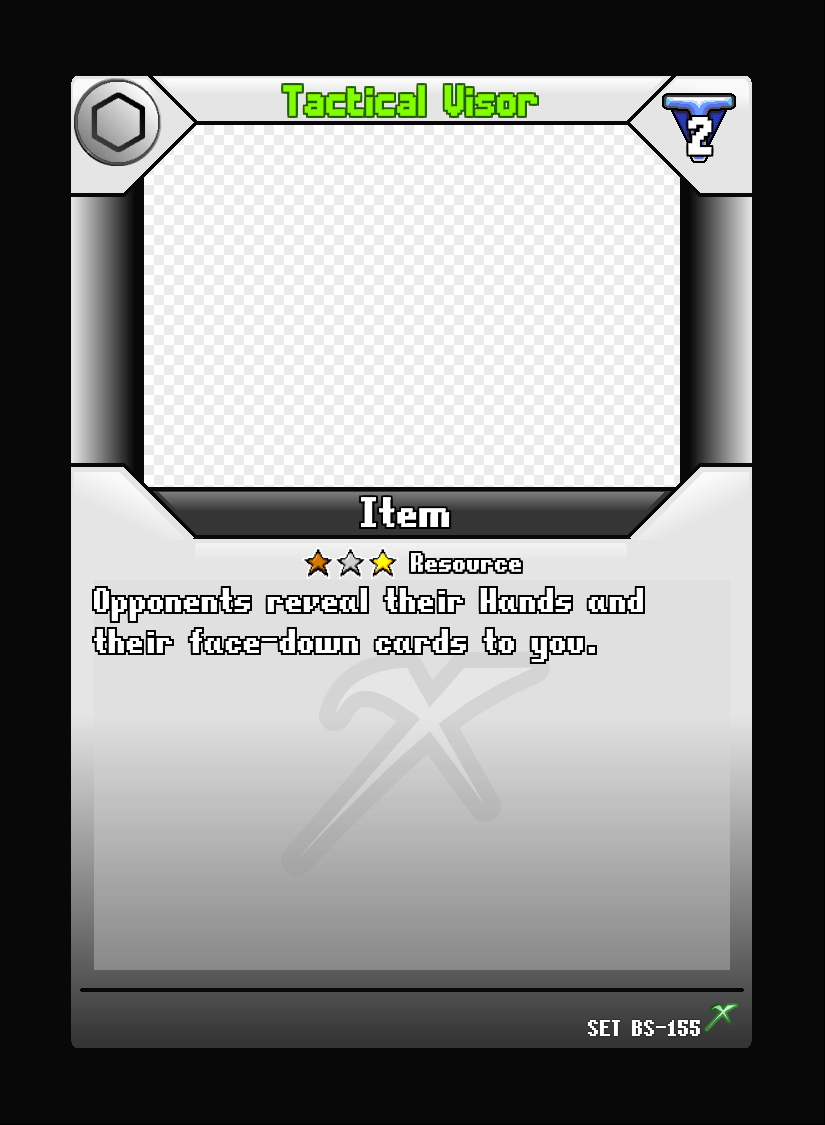 Tactical Visor
2
Item
Resource
Opponents reveal their Hands and
their face-down cards to you.
SET BS-155